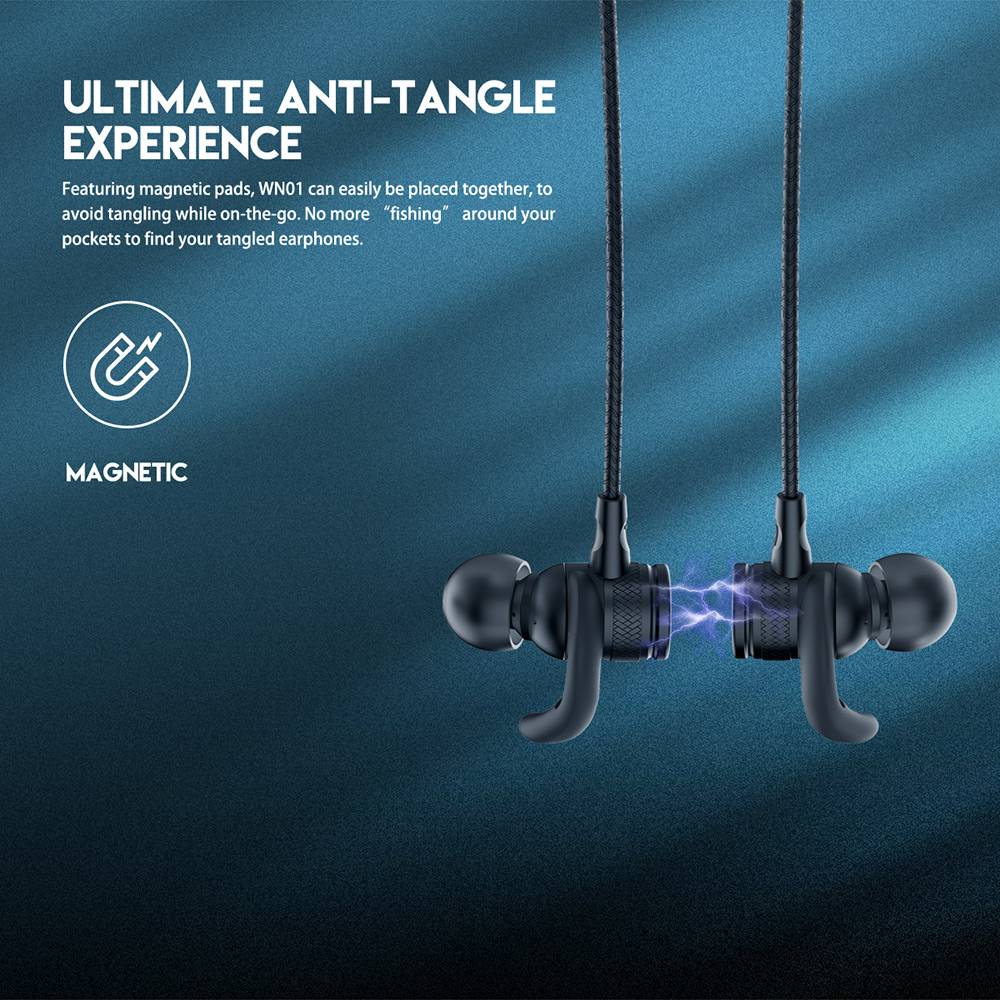 ULTIMATE ANTI-TANGLE
EXPERIENCE
Featuring magnetic pads, WN01 can easily be placed together, to
avoid tangling while on-the-go. No more “fishing” around your
pockets to find your tangled earphones.
MAGNETIC